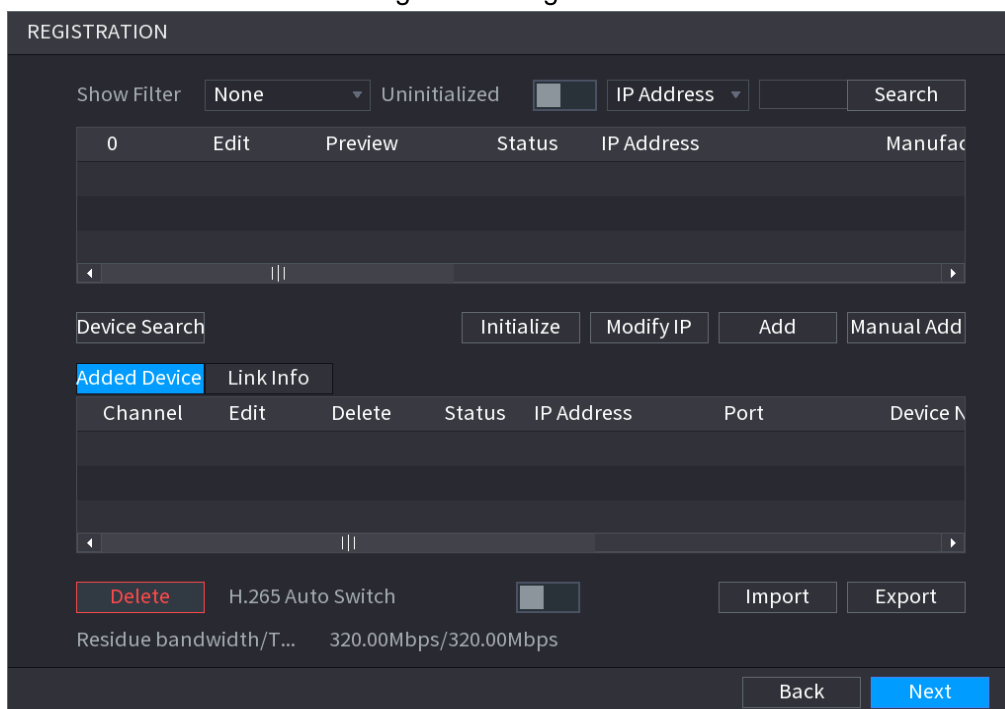 REGISTRATION
Show Filter None Uninitialized IP Address Search
0 Edit Preview Status IP Address Manufac
Device Search Initialize Modify IP Add Manual Add
Added Device Link Info
Channel Edit Delete Status IP Address Port Device N
Delete H.265 Auto Switch Import Export
Residue bandwidth/T... 320.00Mbps/320.00Mbps
Back Next